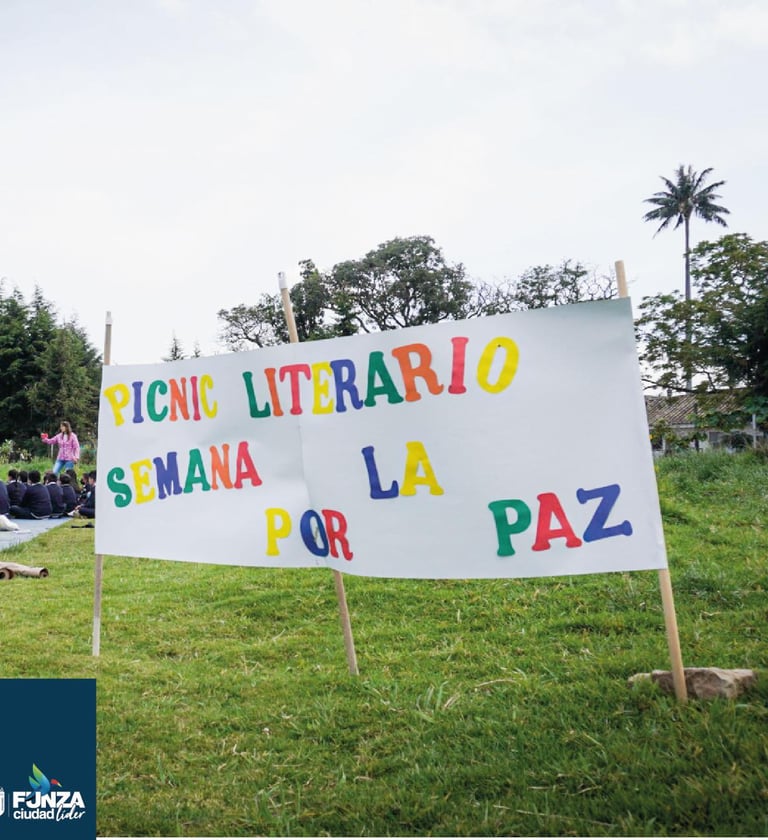 PICNIC LITERARIO
SEMANA LA
POR PAZ
FUNZA
ciudad líder